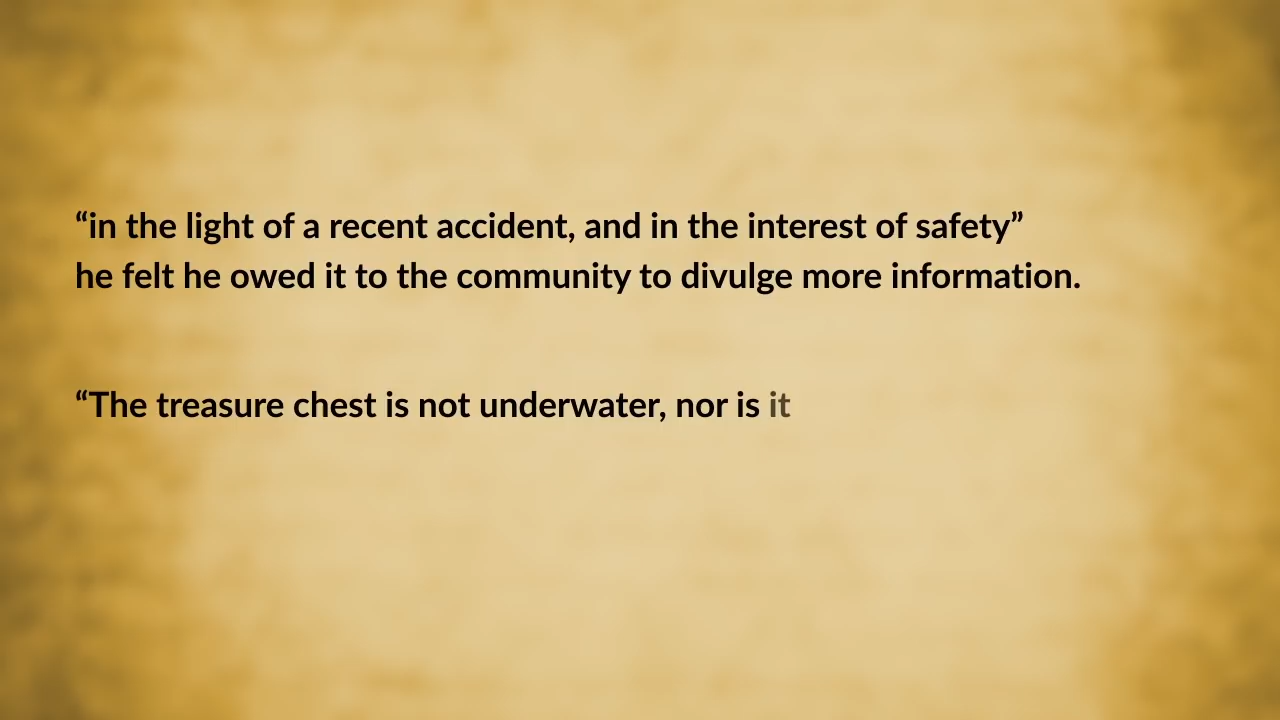 “in the light of a recent accident, and in the interest of safety”
he felt he owed it to the community to divulge more information.
“The treasure chest is not underwater, nor is it